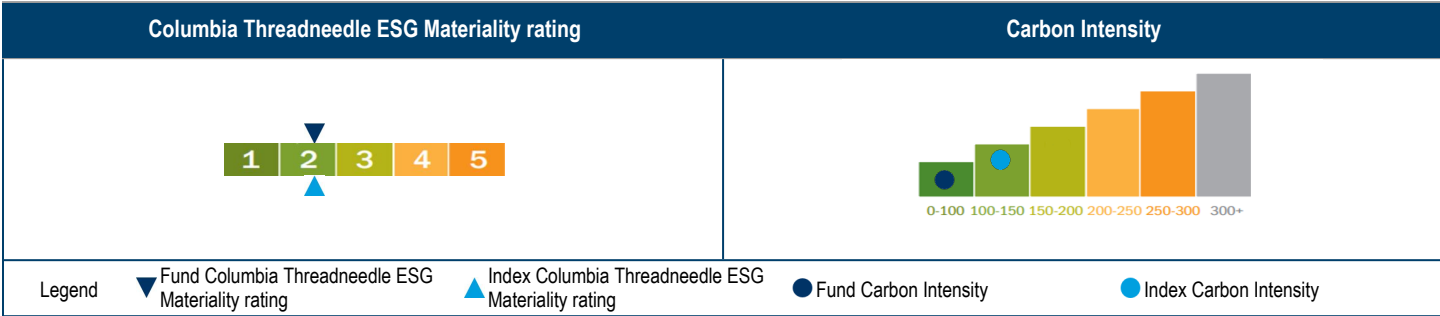 Columbia Threadneedle ESG Materiality rating
Carbon Intensity
1 2 3 4 5
0-100 100-150 150-200 200-250 250-300 300+
Legend
Fund Columbia Threadneedle ESG
Materiality rating
Index Columbia Threadneedle ESG
Materiality rating
Fund Carbon Intensity
Index Carbon Intensity